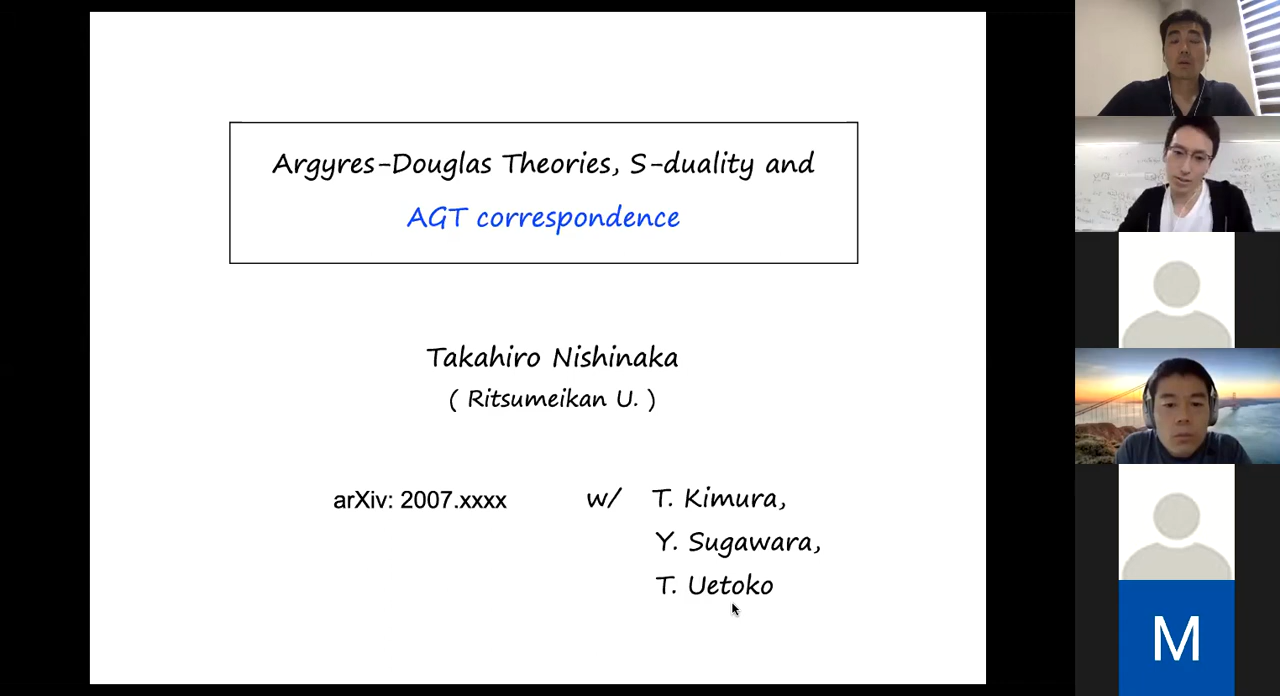 Argyres-Douglas Theories, S-duality and
AGT correspondence
Takahiro Nishinaka
( Ritsumeikan U. )
arXiv: 2007.xxxx w/ T. Kimura,
Y. Sugawara,
T. Uetoko
M